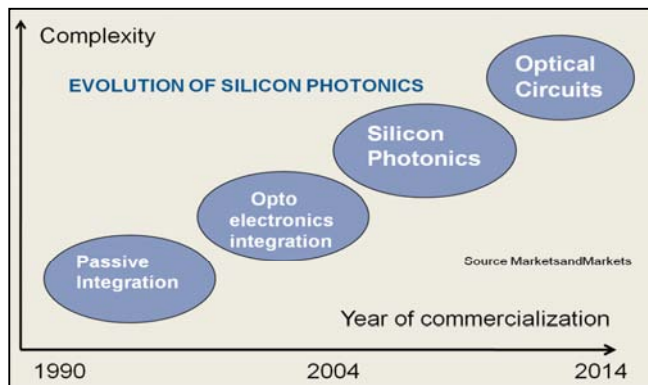 Complexity
EVOLUTION OF SILICON PHOTONICS
Optical
Circuits
Silicon
Photonics
Opto
electronics
integration
Passive
Integration
Source MarketsandMarkets
Year of commercialization
1990
2004
2014